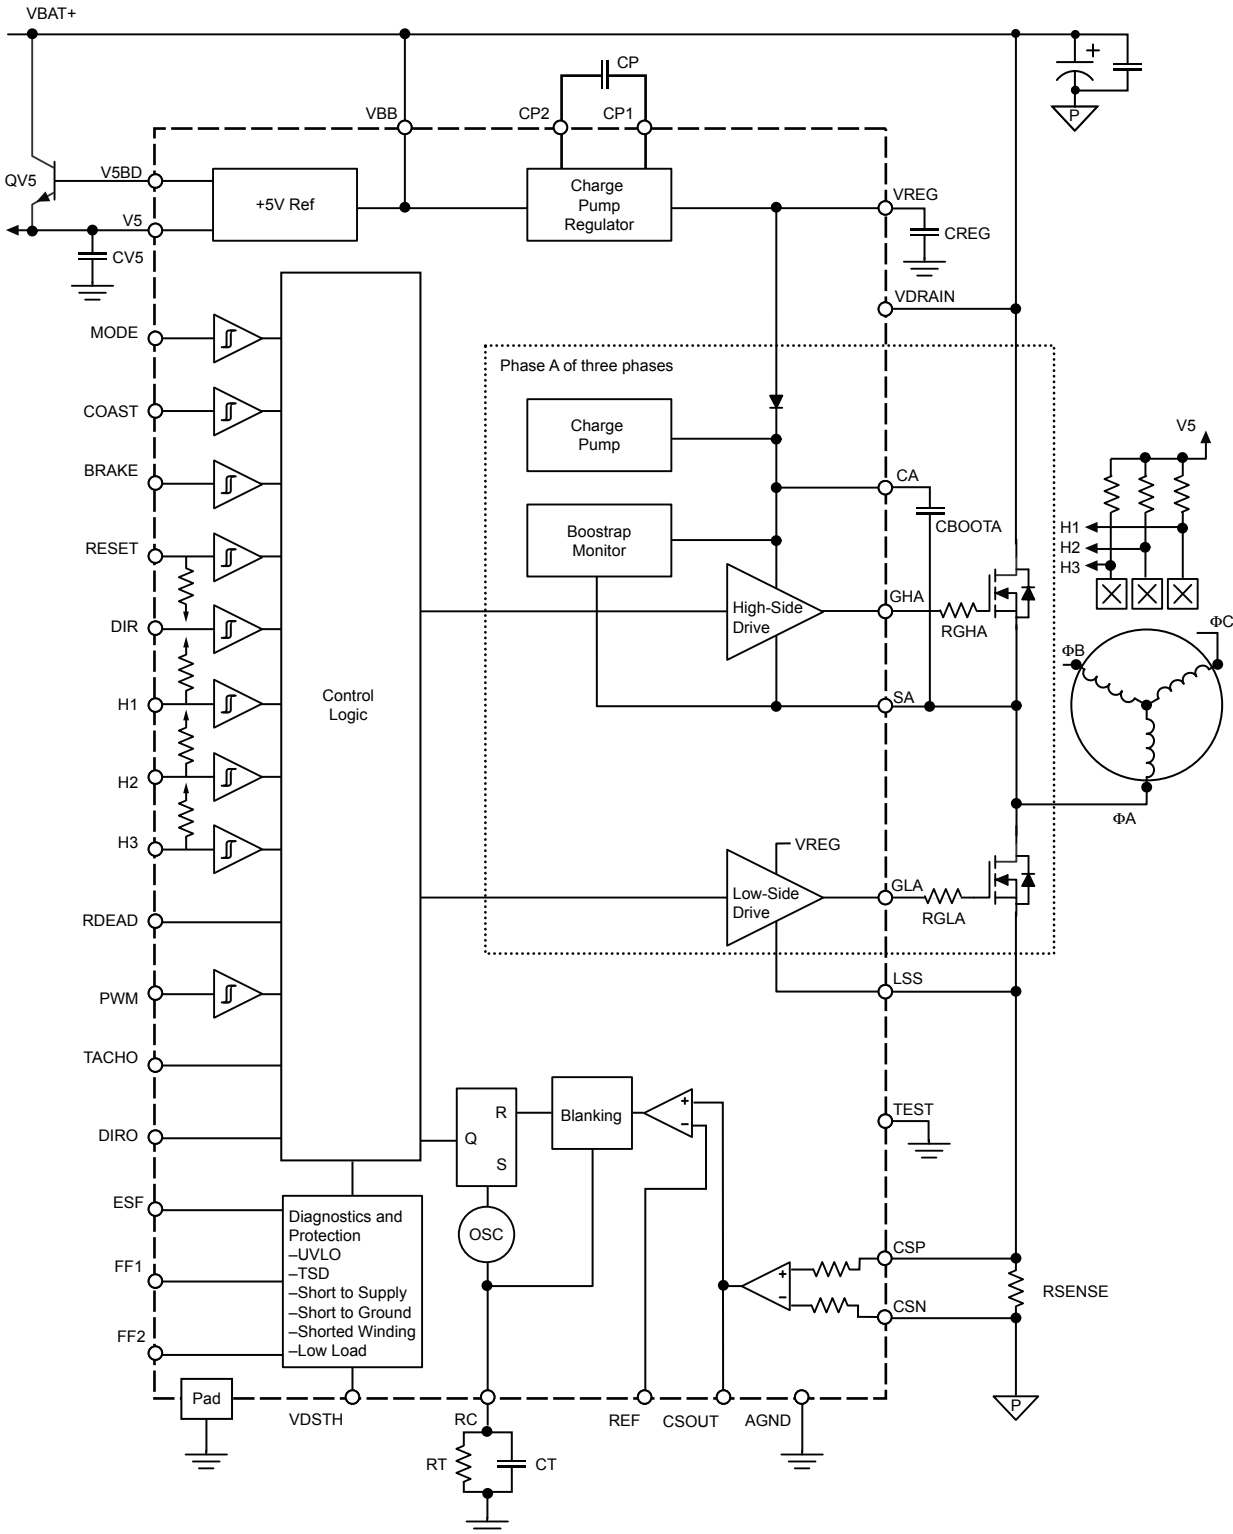 VBAT+
CP
VBB
CP2
CP1
P
QV5
V5BD
+5V Ref
Charge
Pump
Regulator
VREG
V5
CV5
CREG
VDRAIN
MODE
Phase A of three phases
COAST
Charge
Pump
V5
BRAKE
CA
CBOOTA
Boostrap
Monitor
H1
H2
H3
RESET
High-Side
Drive
GHA
RGHA
DIR
ΦC
ΦB
H1
Control
Logic
SA
H2
ΦA
H3
VREG
Low-Side
Drive
GLA
RGLA
RDEAD
LSS
PWM
TACHO
TEST
R
Q
S
Blanking
+
–
DIRO
ESF
Diagnostics and
Protection
–UVLO
–TSD
–Short to Supply
–Short to Ground
–Shorted Winding
–Low Load
OSC
CSP
+
–
CSN
RSENSE
FF1
FF2
Pad
VDSTH
RC
REF
CSOUT
AGND
P
RT
CT
+